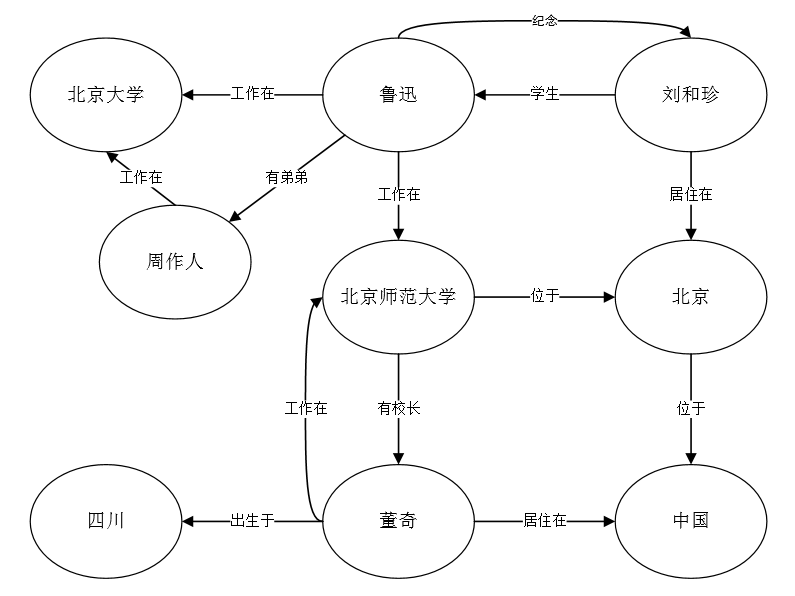 纪念
北京大学
工作在
鲁迅
学生
刘和珍
工作在
有弟弟
工作在
居住在
周作人
北京师范大学
位于
北京
工作在
有校长
位于
四川
出生于
董奇
居住在
中国